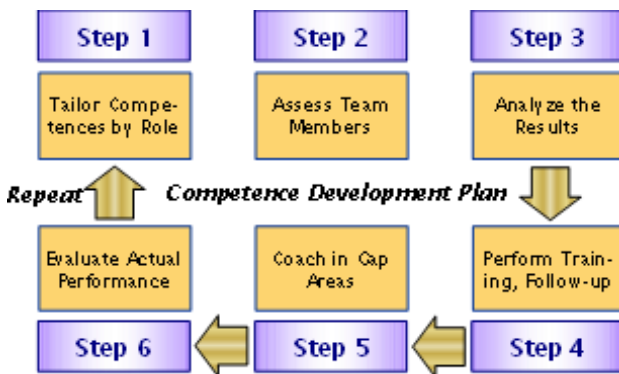 Step 1
Step 2
Step 3
Tailor Compe-
tences by Role
Assess Team
Members
Analyze the
Results
Repeat
Competence Development Plan
Evaluate Actual
Performance
Coach in Gap
Areas
Perform Train-
ing, Follow-up
Step 6
Step 5
Step 4